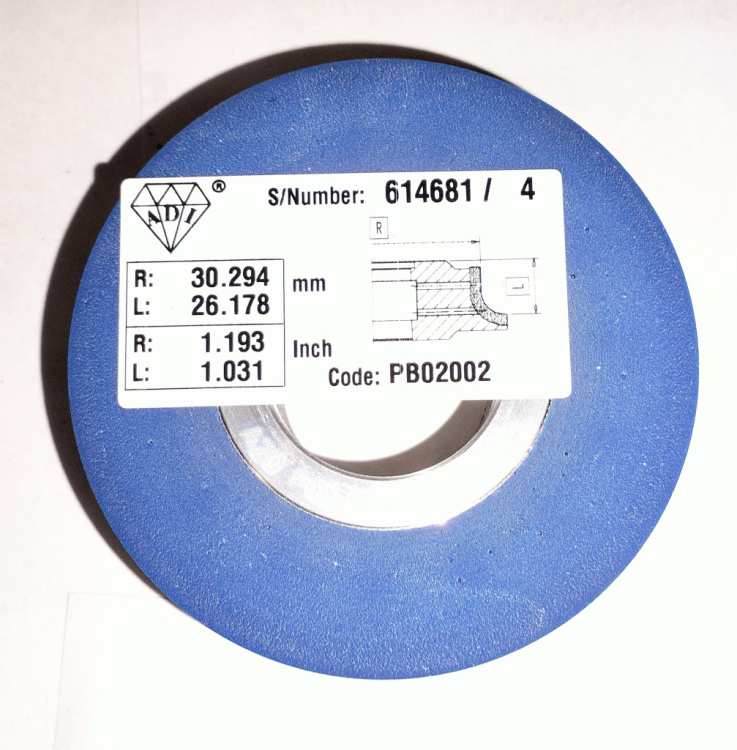 ADI ®
S/Number: 614681 / 4
R
L
R: 30.294 mm
L: 26.178
R: 1.193 Inch
L: 1.031
Code: PB02002